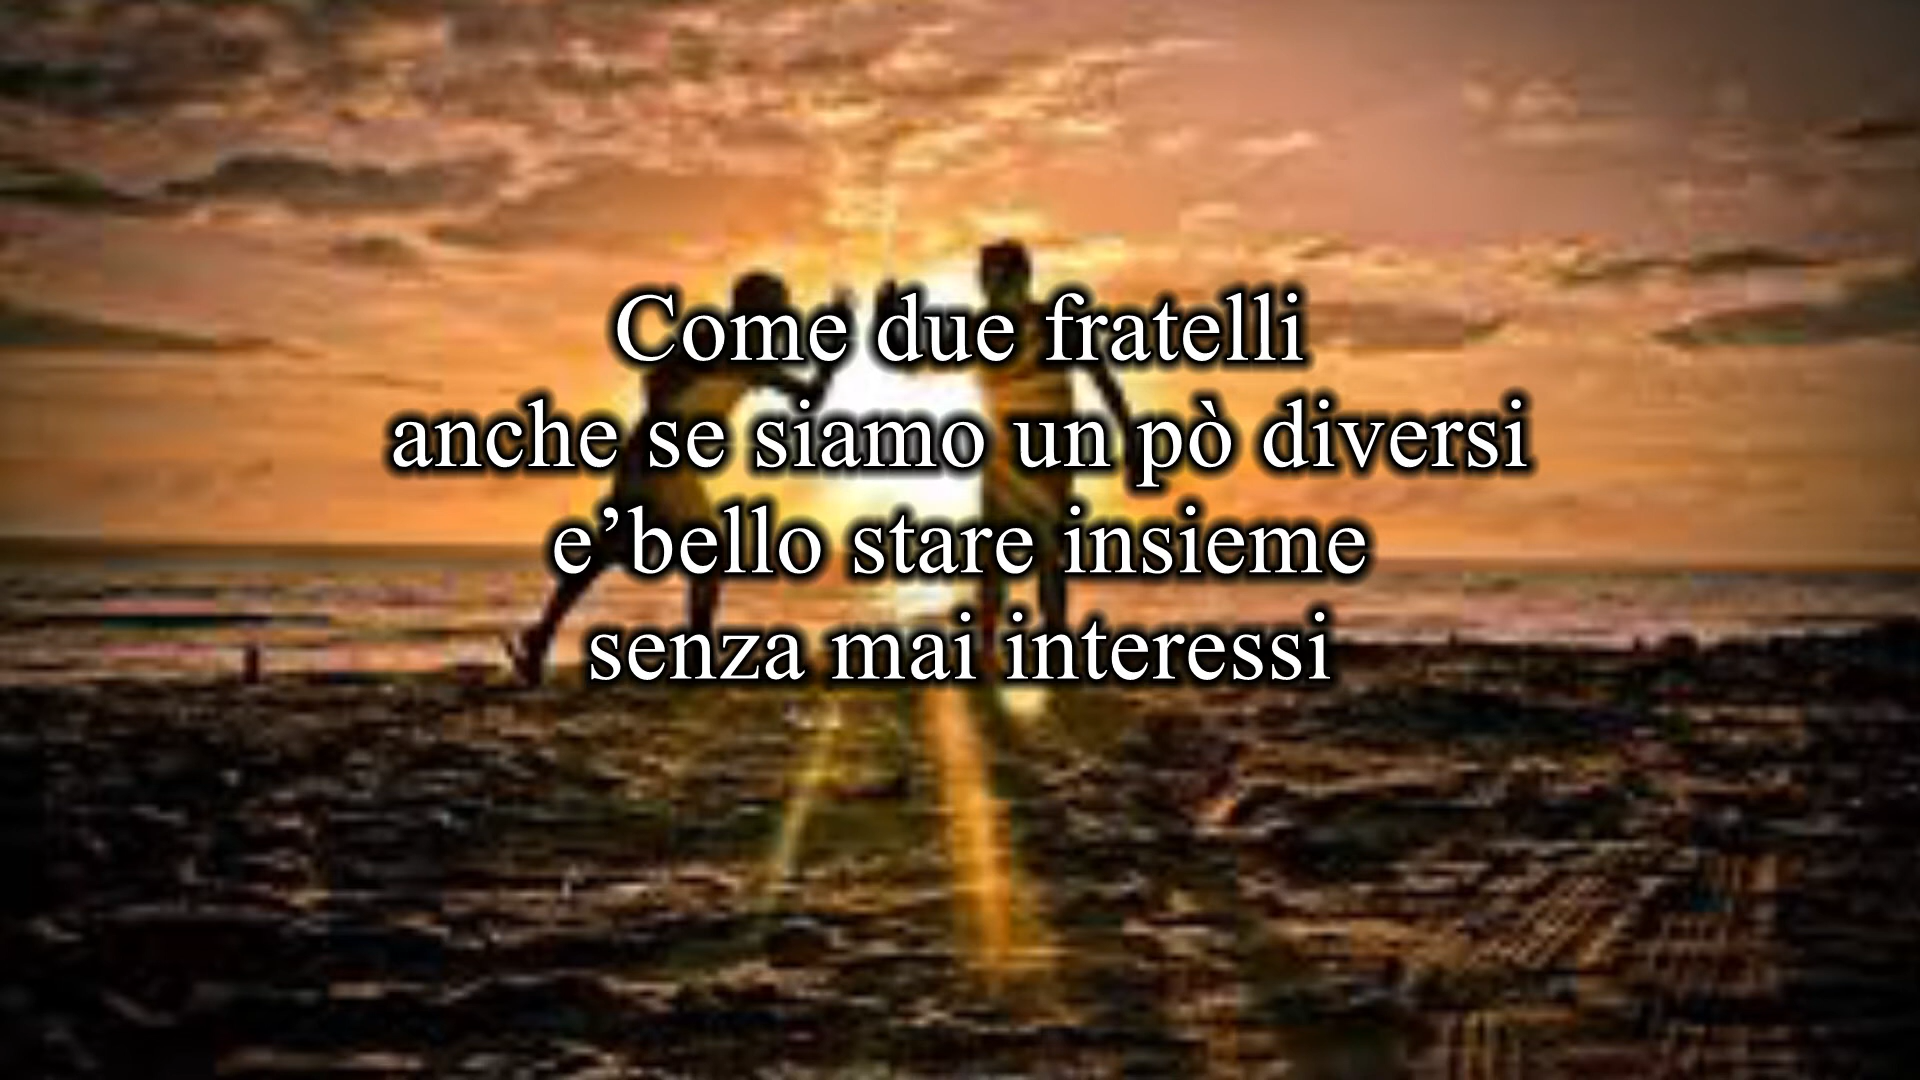 Come due fratelli
anche se siamo un pò diversi
e’bello stare insieme
senza mai interessi